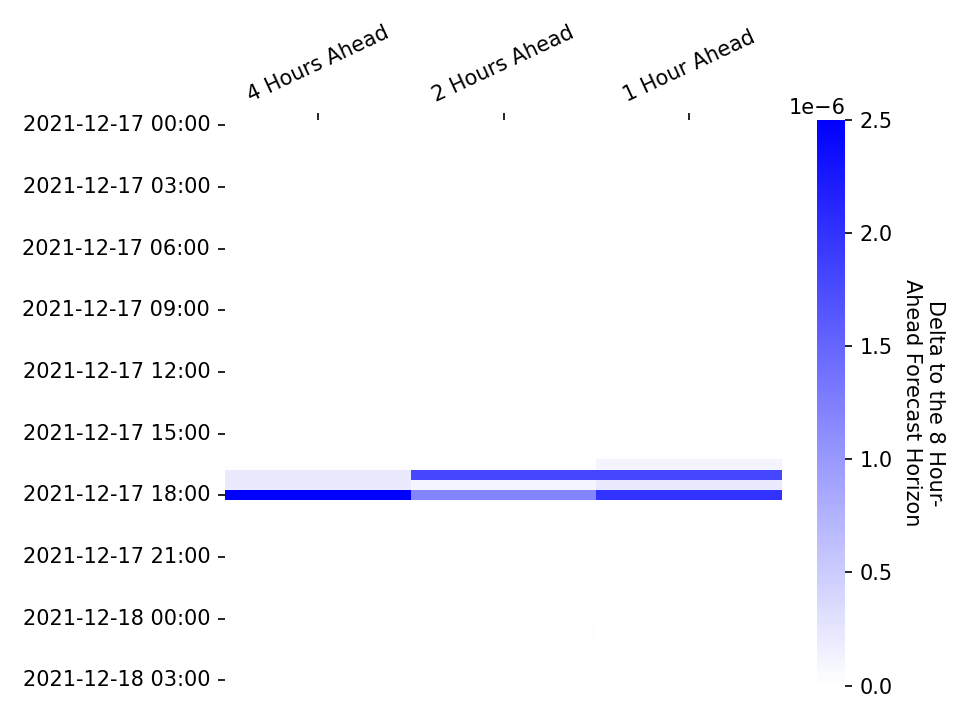 4 Hours Ahead
2 Hours Ahead
1 Hour Ahead
1e−6
2021-12-17 00:00
2021-12-17 03:00
2021-12-17 06:00
2021-12-17 09:00
2021-12-17 12:00
2021-12-17 15:00
2021-12-17 18:00
2021-12-17 21:00
2021-12-18 00:00
2021-12-18 03:00
2.5
2.0
1.5
1.0
0.5
0.0
Delta to the 8 Hour-
Ahead Forecast Horizon